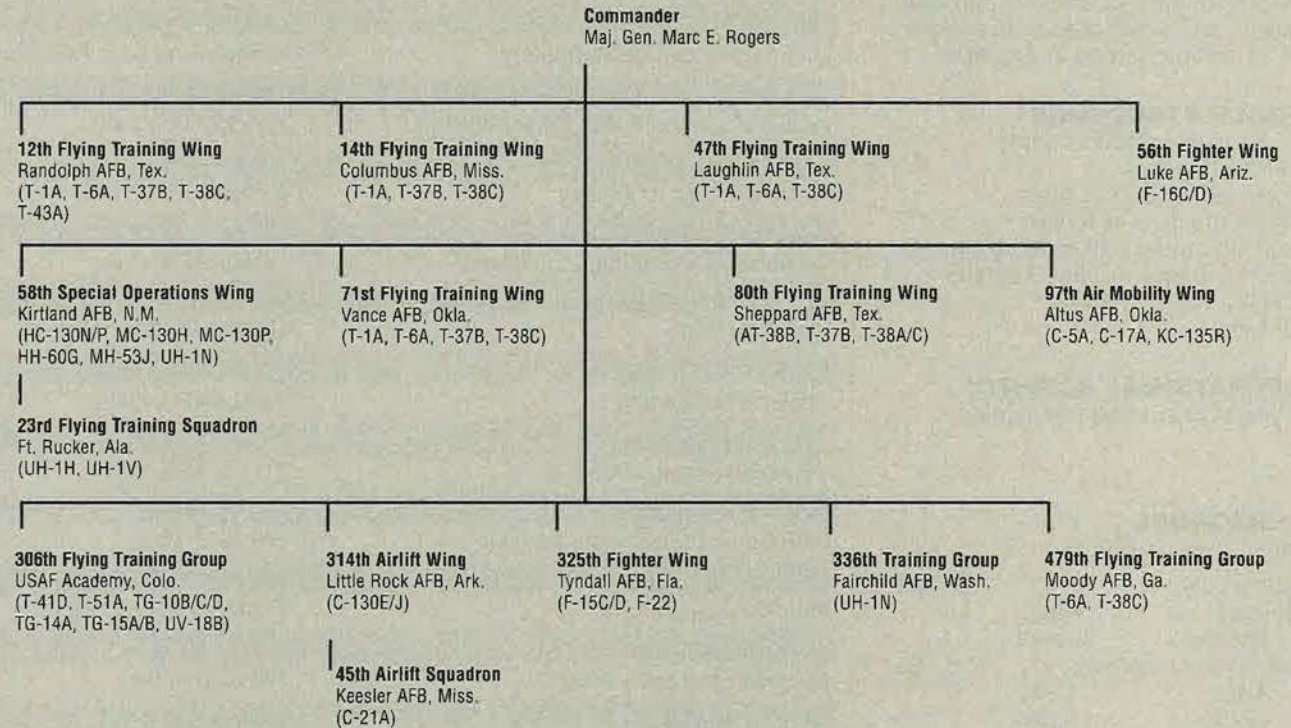 Commander
Maj. Gen. Marc E. Rogers
12th Flying Training Wing
Randolph AFB, Tex.
(T-1A, T-6A, T-37B, T-38C,
T-43A)
14th Flying Training Wing
Columbus AFB, Miss.
(T-1A, T-37B, T-38C)
47th Flying Training Wing
Laughlin AFB, Tex.
(T-1A, T-6A, T-38C)
56th Fighter Wing
Luke AFB, Ariz.
(F-16C/D)
58th Special Operations Wing
Kirtland AFB, N.M.
(HC-130N/P, MC-130H, MC-130P,
HH-60G, MH-53J, UH-1N)
23rd Flying Training Squadron
Ft. Rucker, Ala.
(UH-1H, UH-1V)
71st Flying Training Wing
Vance AFB, Okla.
(T-1A, T-6A, T-37B, T-38C)
80th Flying Training Wing
Sheppard AFB, Tex.
(AT-38B, T-37B, T-38A/C)
97th Air Mobility Wing
Altus AFB, Okla.
(C-5A, C-17A, KC-135R)
306th Flying Training Group
USAF Academy, Colo.
(T-41D, T-51A, TG-10B/C/D,
TG-14A, TG-15A/B, UV-18B)
314th Airlift Wing
Little Rock AFB, Ark.
(C-130E/J)
45th Airlift Squadron
Keesler AFB, Miss.
(C-21A)
325th Fighter Wing
Tyndall AFB, Fla.
(F-15C/D, F-22)
336th Training Group
Fairchild AFB, Wash.
(UH-1N)
479th Flying Training Group
Moody AFB, Ga.
(T-6A, T-38C)